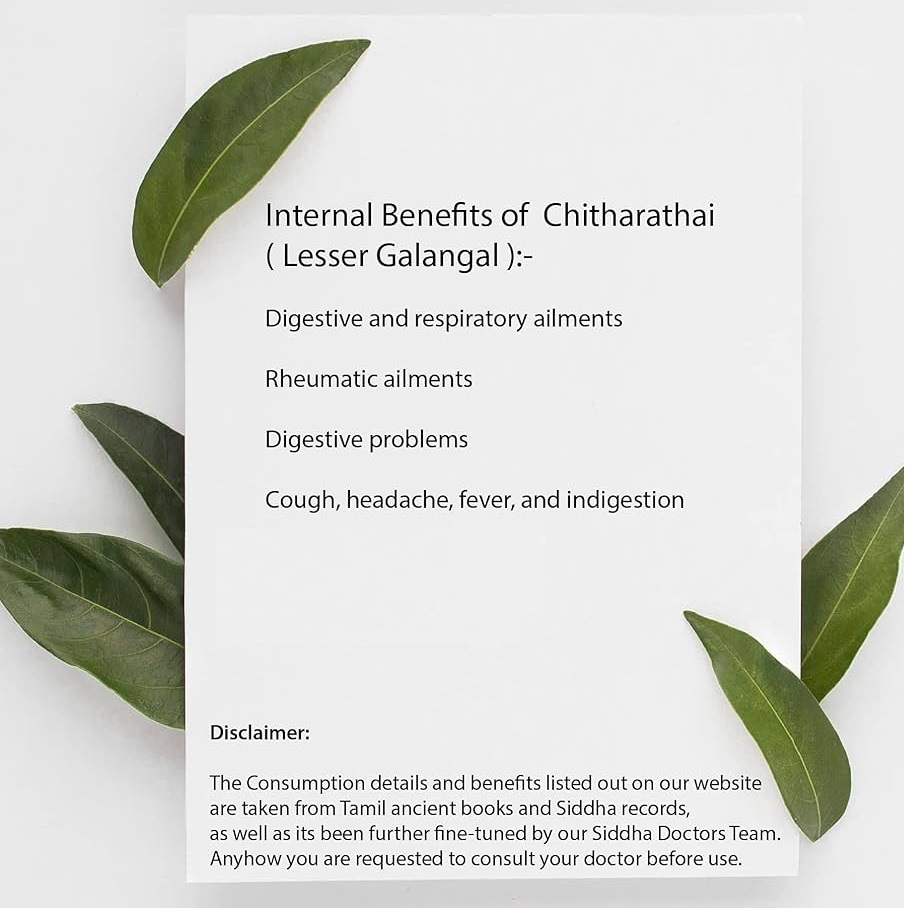 Internal Benefits of Chitharathai
( Lesser Galangal ):-
Digestive and respiratory ailments
Rheumatic ailments
Digestive problems
Cough, headache, fever, and indigestion
Disclaimer:
The Consumption details and benefits listed out on our website
are taken from Tamil ancient books and Siddha records,
as well as its been further fine-tuned by our Siddha Doctors Team.
Anyhow you are requested to consult your doctor before use.